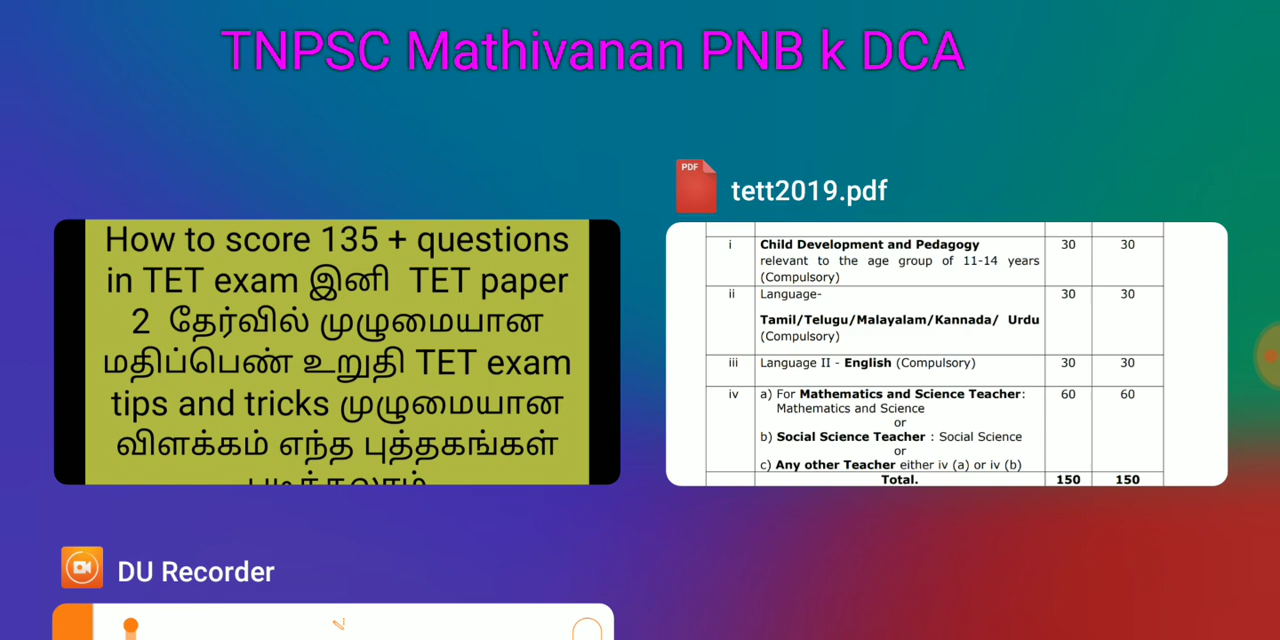 TNPSC Mathivanan PNB k DCA
How to score 135 + questions
in TET exam இனி TET paper
2 தேர்வில் முழுமையான
மதிப்பெண் உறுதி TET exam
tips and tricks முழுமையான
விளக்கம் எந்த புத்தகங்கள்
PDF
tett2019.pdf
i Child Development and Pedagogy 30 30
relevant to the age group of 11-14 years
(Compulsory)
ii Language- 30 30
Tamil/Telugu/Malayalam/Kannada/ Urdu
(Compulsory)
iii Language II - English (Compulsory) 30 30
iv a) For Mathematics and Science Teacher: 60 60
Mathematics and Science
or
b) Social Science Teacher : Social Science
or
c) Any other Teacher either iv (a) or iv (b)
Total. 150 150
DU Recorder